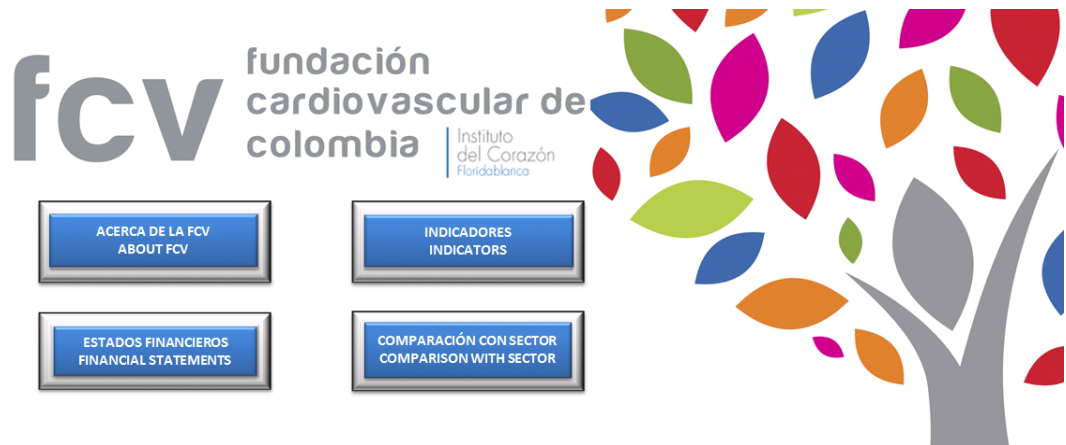 fcv
fundación
cardiovascular de
colombia
Instituto
del Corazón
Floridablanca
ACERCA DE LA FCV
ABOUT FCV
INDICADORES
INDICATORS
ESTADOS FINANCIEROS
FINANCIAL STATEMENTS
COMPARACIÓN CON SECTOR
COMPARISON WITH SECTOR